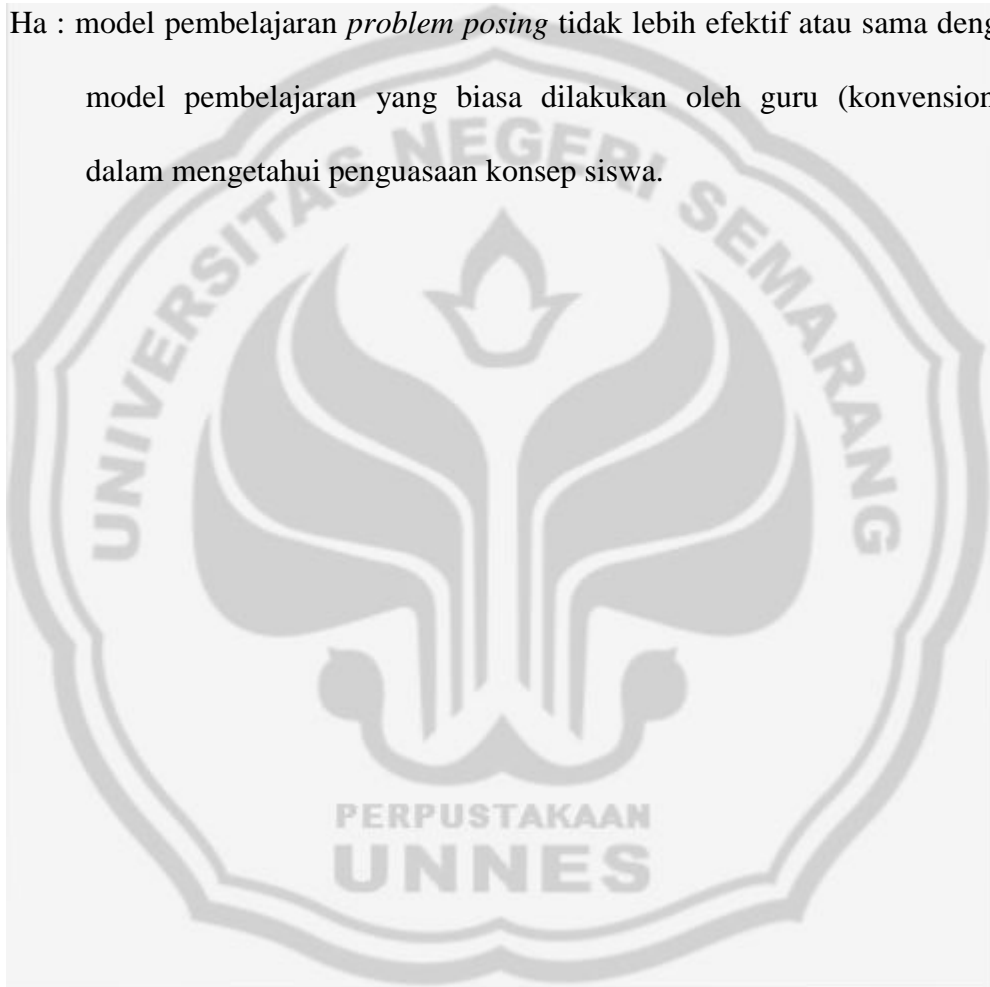 Ha : model pembelajaran problem posing tidak lebih efektif atau sama deng
model pembelajaran yang biasa dilakukan oleh guru (konvension
dalam mengetahui penguasaan konsep siswa.
UNIVERSITAS NEGERI SEMARANG
PERPUSTAKAAN
UNNES